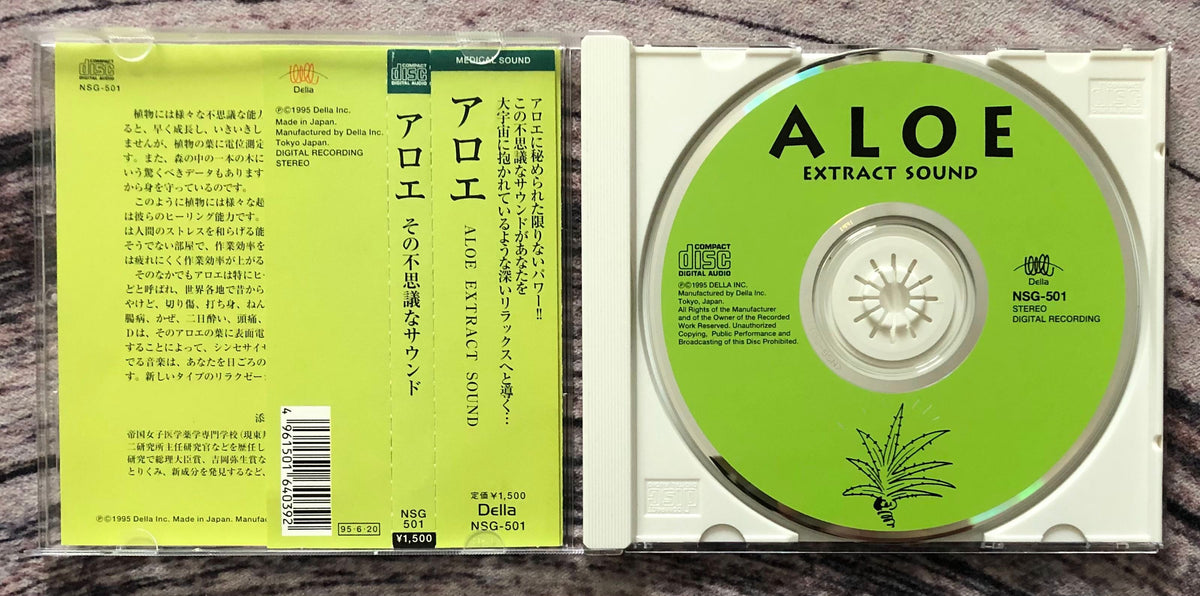 COMPACT
disc
DIGITAL AUDIO
NSG-501
植物には様々な不思議な能力
ると、早く成長し、いきいきし
ませんが、植物の葉に電位測定
す。また、森の中の一本の木に
いう驚くべきデータもあります
から身を守っているのです。
このように植物には様々な超
は彼らのヒーリング能力です。
は人間のストレスを和らげる能
そうでない部屋で、作業効率を
は疲れにくく作業効率が上がる
そのなかでもアロエは特にヒ
どと呼ばれ、世界各地で昔から
やけど、切り傷、打ち身、ねん
腸病、かぜ、二日酔い、頭痛、
Dは、そのアロエの葉に表面電
することによって、シンセサイザ
でる音楽は、あなたを日ごろの
す。新しいタイプのリラクゼー
添
帝国女子医学薬学専門学校(現東邦
二研究所主任研究官などを歴任し
研究で総理大臣賞、吉岡弥生賞な
とりくみ、新成分を発見するなど、
Ⓟ©1995 Della Inc. Made in Japan. Manufac
Della
Ⓟ©1995 Della Inc.
Made in Japan.
Manufactured by Della Inc.
Tokyo Japan.
DIGITAL RECORDING
STEREO
4961501640392
95·6·20
COMPACT
disc
DIGITAL AUDIO
アロエ その不思議なサウンド
NSG
501
¥1,500
MEDICAL SOUND
アロエに秘められた限りないパワー!!
この不思議なサウンドがあなたを
大宇宙に抱かれているような深いリラックスへと導く…
アロエ
ALOE EXTRACT SOUND
定価¥1,500
Della
NSG-501
ALOE
EXTRACT SOUND
COMPACT
disc
DIGITAL AUDIO
Ⓟ©1995 DELLA INC.
Manufactured by Della Inc.
Tokyo, Japan.
All Rights of the Manufacturer
and of the Owner of the Recorded
Work Reserved. Unauthorized
Copying, Public Performance and
Broadcasting of this Disc Prohibited.
Della
NSG-501
STEREO
DIGITAL RECORDING